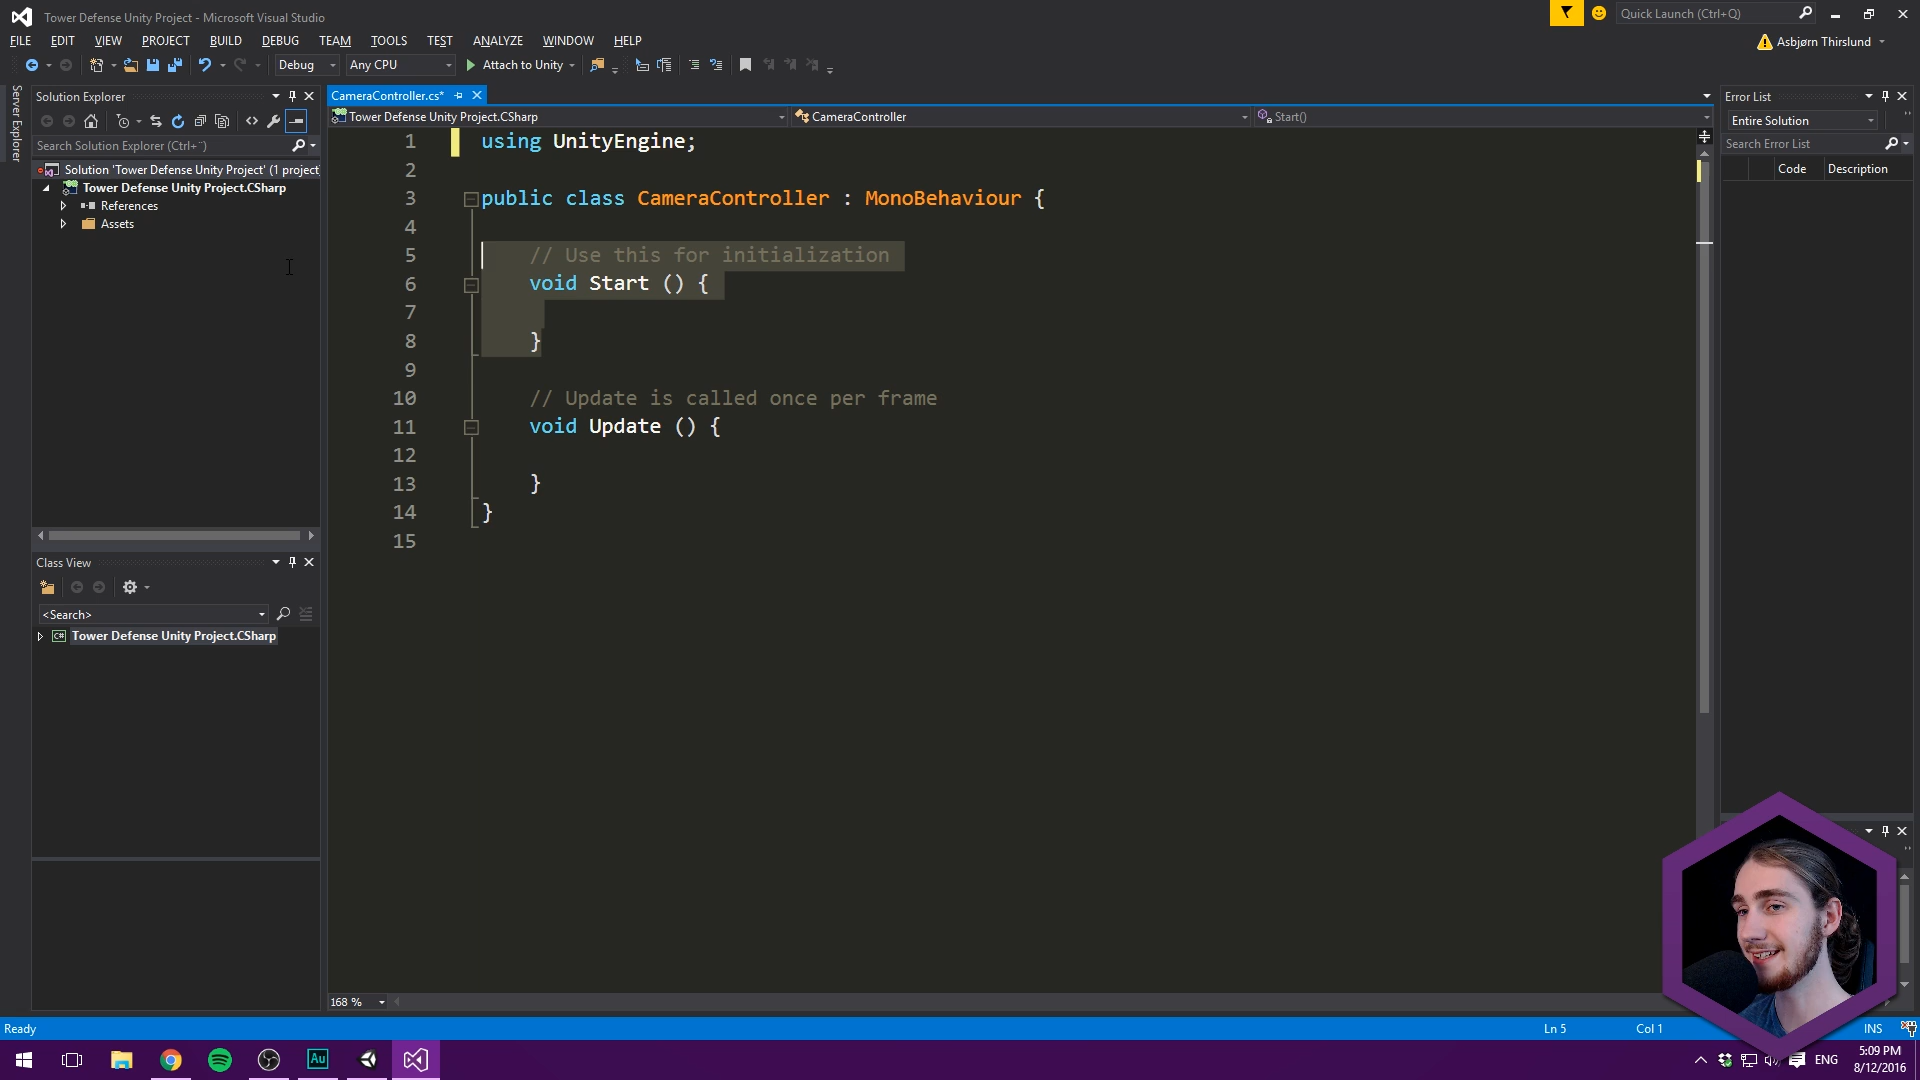 Tower Defense Unity Project - Microsoft Visual Studio
Quick Launch (Ctrl+Q)
FILE EDIT VIEW PROJECT BUILD DEBUG TEAM TOOLS TEST ANALYZE WINDOW HELP
Asbjørn Thirslund
Debug Any CPU Attach to Unity
Server Explorer
Solution Explorer
Search Solution Explorer (Ctrl+¨)
Solution 'Tower Defense Unity Project' (1 project
Tower Defense Unity Project.CSharp
References
Assets
Class View
<Search>
Tower Defense Unity Project.CSharp
CameraController.cs*
Tower Defense Unity Project.CSharp CameraController Start()
1 using UnityEngine;
2
3 public class CameraController : MonoBehaviour {
4
5 // Use this for initialization
6 void Start () {
7
8 }
9
10 // Update is called once per frame
11 void Update () {
12
13 }
14 }
15
168 %
Error List
Entire Solution
Search Error List
Code Description
Ready Ln 5 Col 1 INS
Au
ENG
5:09 PM
8/12/2016